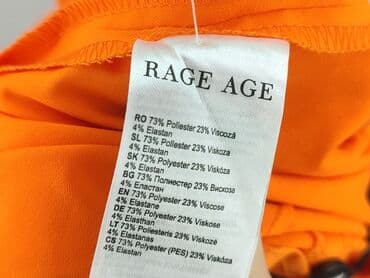 RAGE AGE
RO 73% Poliester 23% Viscoză
4% Elastan
SL 73% Poliester 23% Viskoza
4% Elastan
SK 73% Polyester 23% Viskóza
4% Elastan
BG 73% Полиестер 23% Вискоза
4% Еластан
EN 73% Polyester 23% Viscose
4% Elastane
DE 73% Polyester 23% Viskose
4% Elasthan
LT 73% Poliesteris 23% Viskozė
4% Elastanas
CS 73% Polyester (PES) 23% Viskóza
4% Elastan